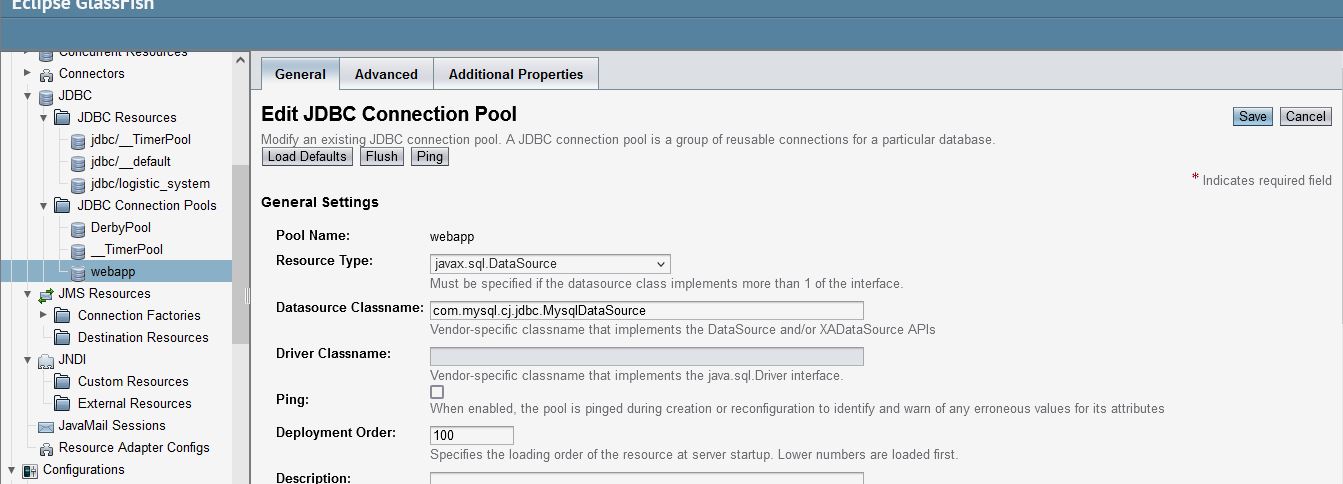 Eclipse GlassFish
Concurrent Resources
Connectors
JDBC
JDBC Resources
jdbc/__TimerPool
jdbc/__default
jdbc/logistic_system
JDBC Connection Pools
DerbyPool
__TimerPool
webapp
JMS Resources
Connection Factories
Destination Resources
JNDI
Custom Resources
External Resources
JavaMail Sessions
Resource Adapter Configs
Configurations
General Advanced Additional Properties
Edit JDBC Connection Pool
Save Cancel
Modify an existing JDBC connection pool. A JDBC connection pool is a group of reusable connections for a particular database.
Load Defaults Flush Ping
* Indicates required field
General Settings
Pool Name: webapp
Resource Type: javax.sql.DataSource
Must be specified if the datasource class implements more than 1 of the interface.
Datasource Classname: com.mysql.cj.jdbc.MysqlDataSource
Vendor-specific classname that implements the DataSource and/or XADataSource APIs
Driver Classname:
Vendor-specific classname that implements the java.sql.Driver interface.
Ping:
When enabled, the pool is pinged during creation or reconfiguration to identify and warn of any erroneous values for its attributes
Deployment Order: 100
Specifies the loading order of the resource at server startup. Lower numbers are loaded first.
Description: